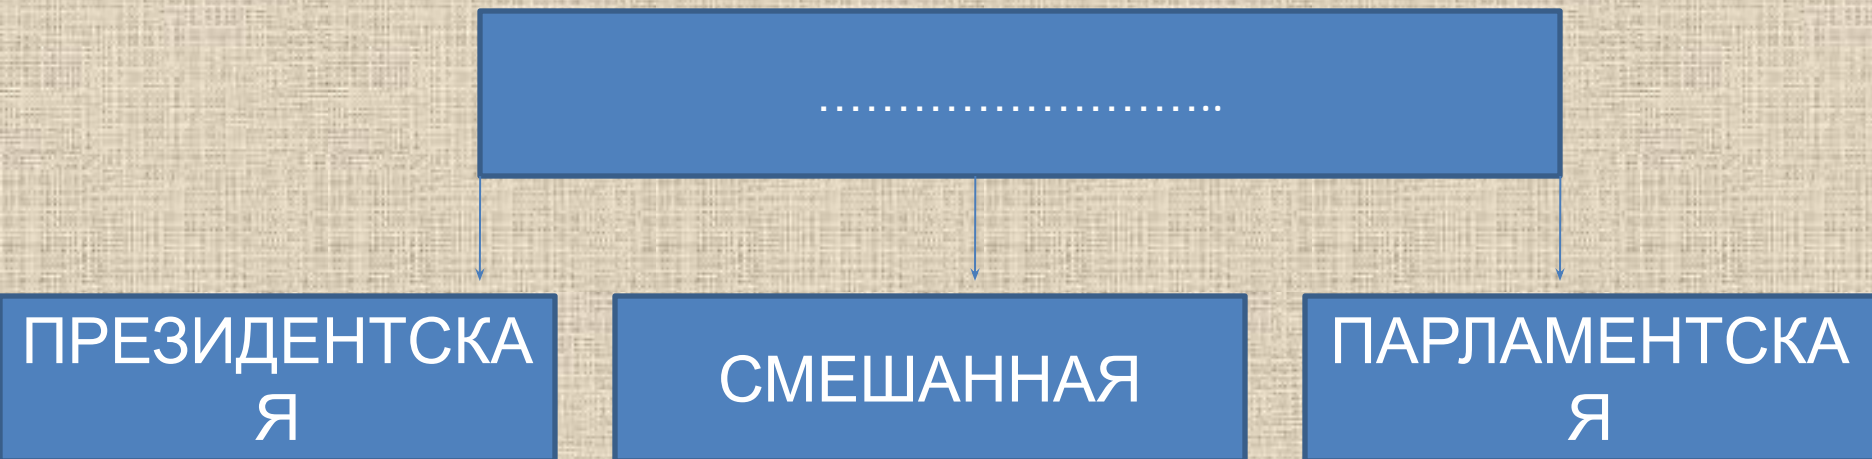 ………………………..
ПРЕЗИДЕНТСКА
Я
СМЕШАННАЯ
ПАРЛАМЕНТСКА
Я